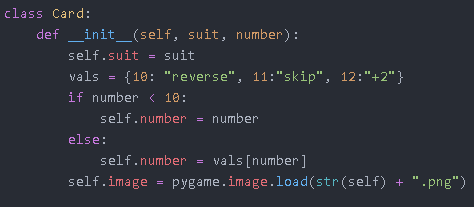 class Card:
    def __init__(self, suit, number):
        self.suit = suit
        vals = {10: "reverse", 11:"skip", 12:"+2"}
        if number < 10:
            self.number = number
        else:
            self.number = vals[number]
        self.image = pygame.image.load(str(self) + ".png")